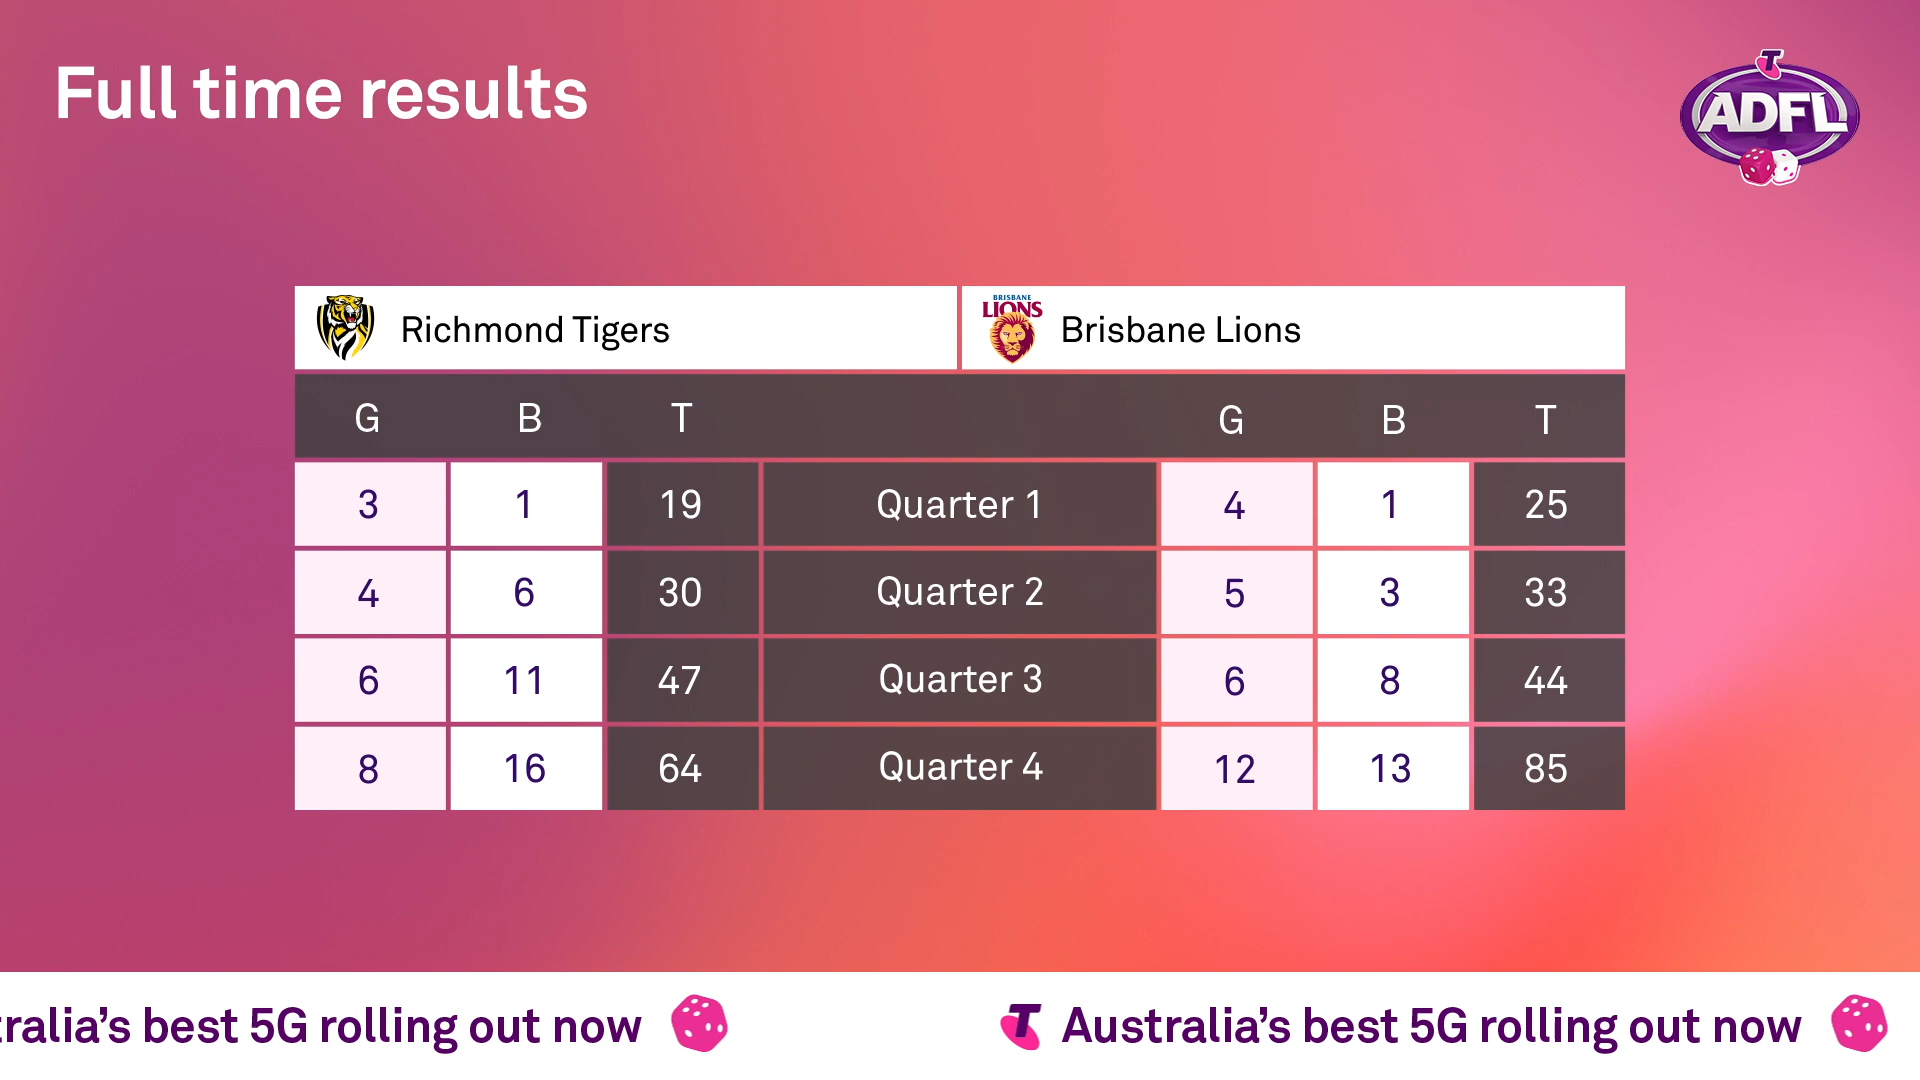 Full time results
T
ADFL
BRISBANE
LIONS
Richmond Tigers
Brisbane Lions
G B T G B T
3 1 19 Quarter 1 4 1 25
4 6 30 Quarter 2 5 3 33
6 11 47 Quarter 3 6 8 44
8 16 64 Quarter 4 12 13 85
tralia’s best 5G rolling out now T Australia’s best 5G rolling out now